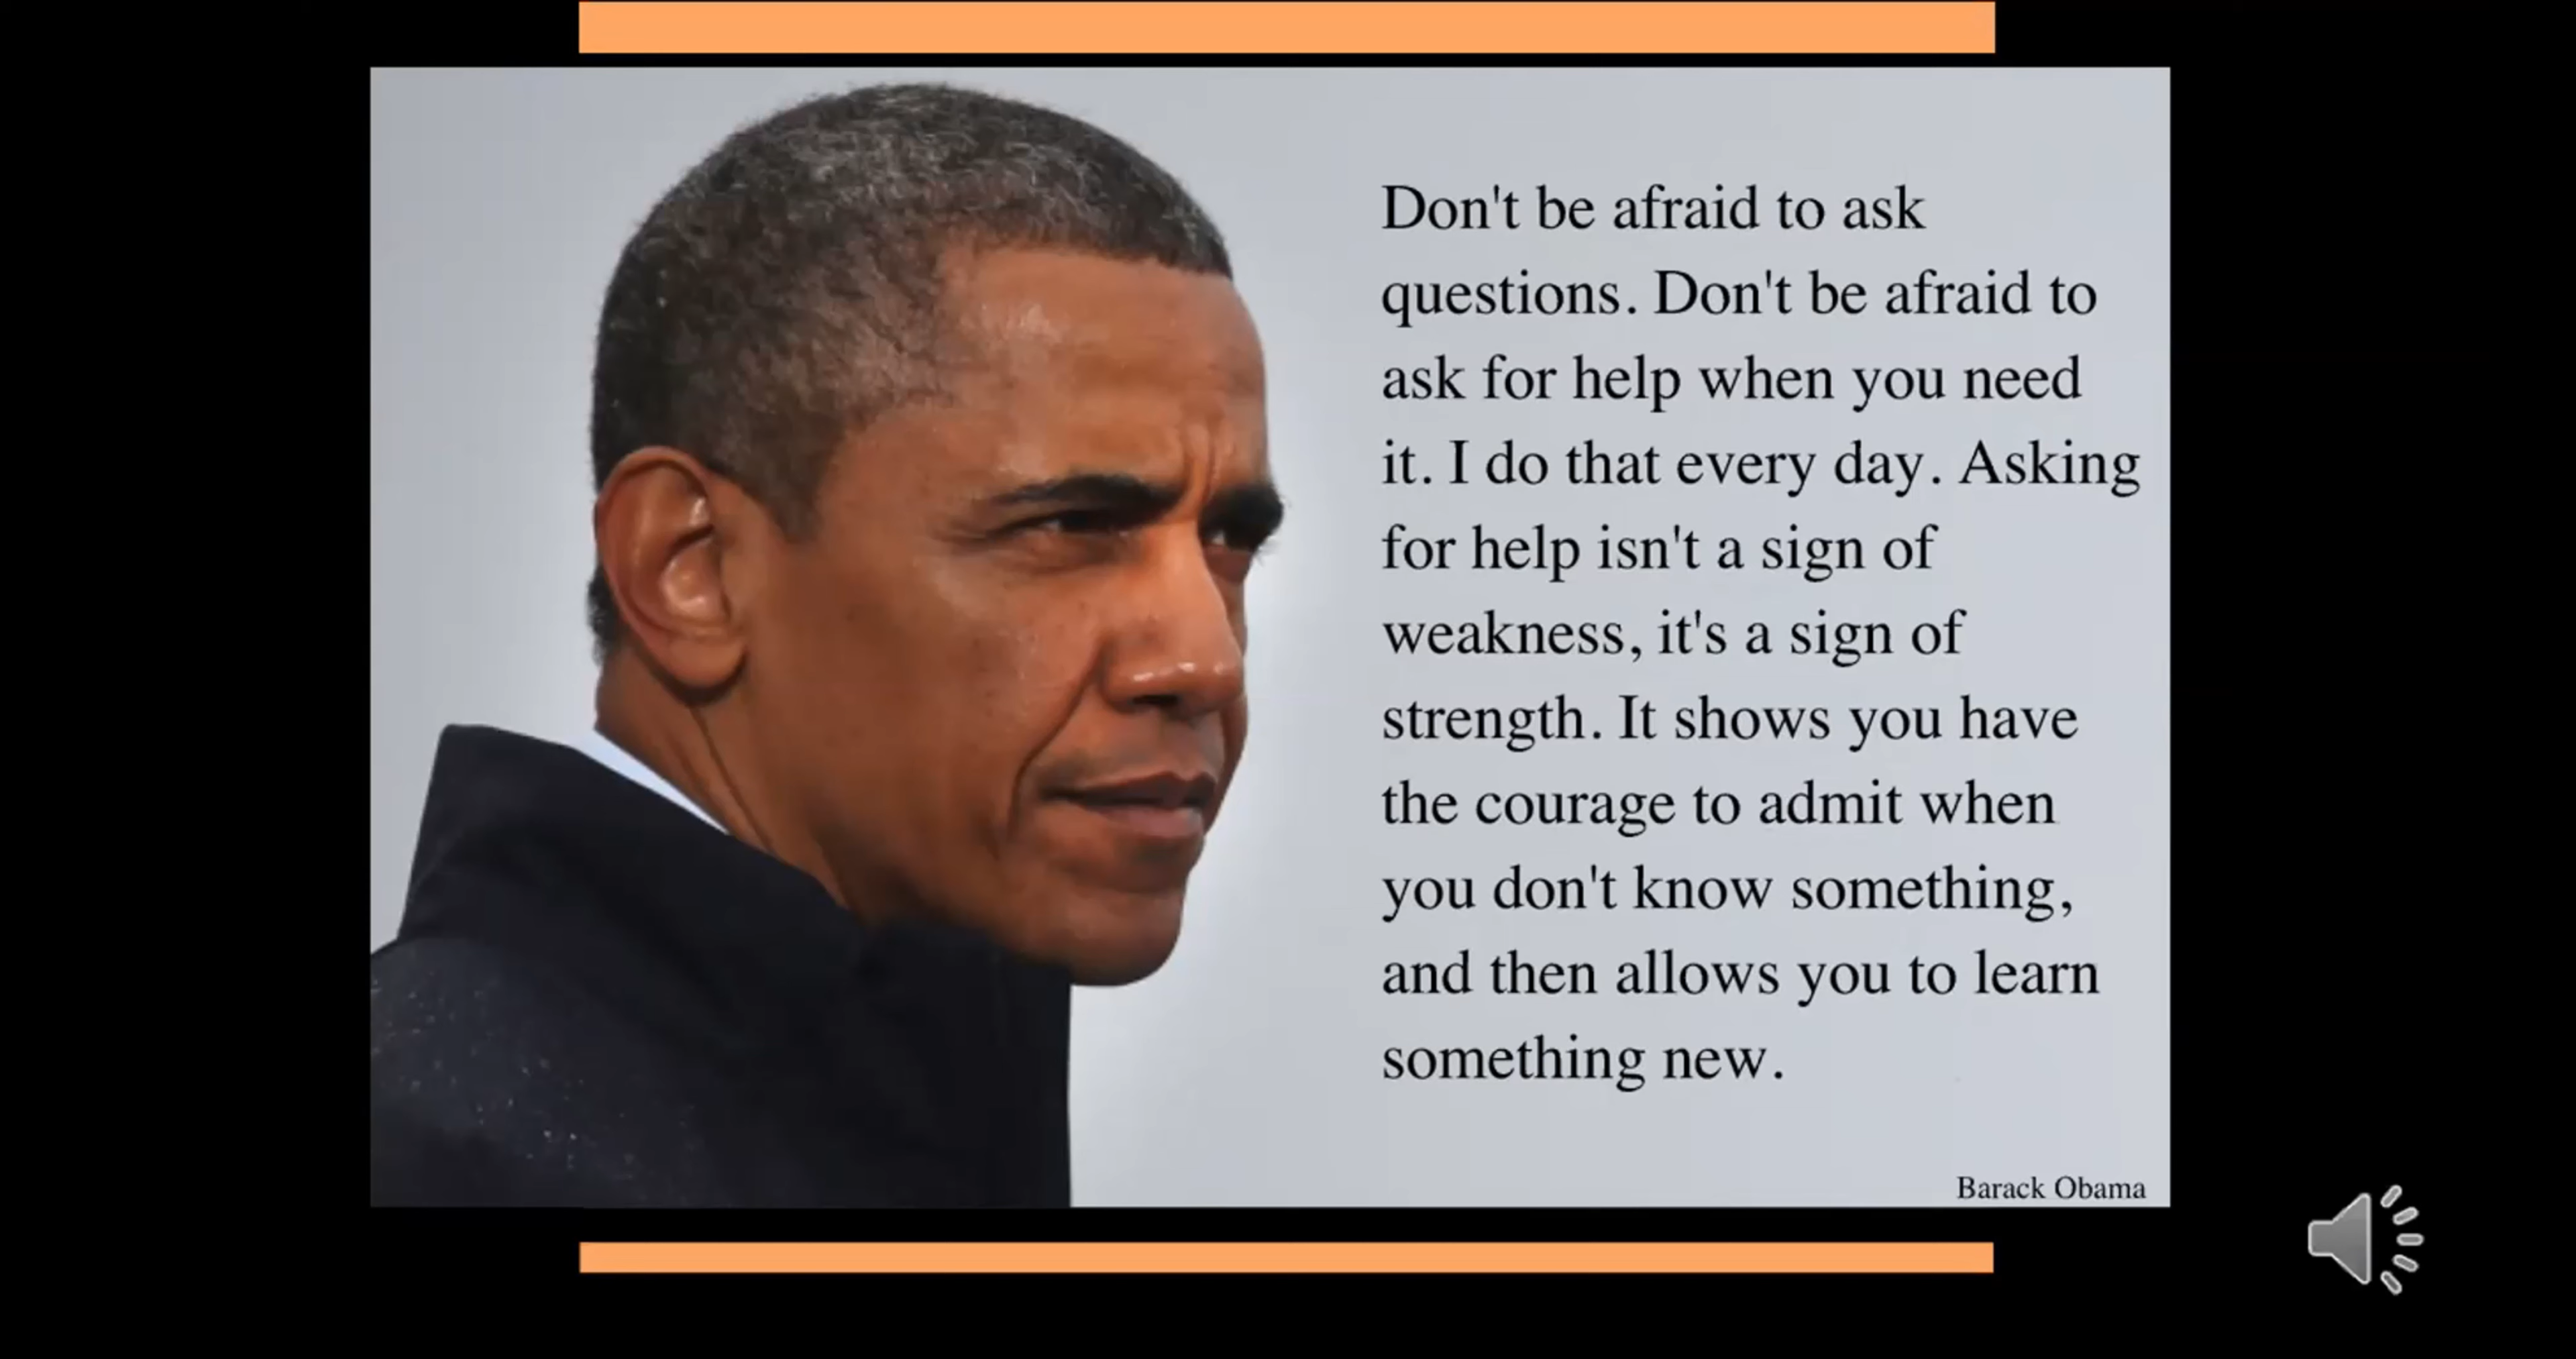 Don't be afraid to ask
questions. Don't be afraid to
ask for help when you need
it. I do that every day. Asking
for help isn't a sign of
weakness, it's a sign of
strength. It shows you have
the courage to admit when
you don't know something,
and then allows you to learn
something new.
Barack Obama